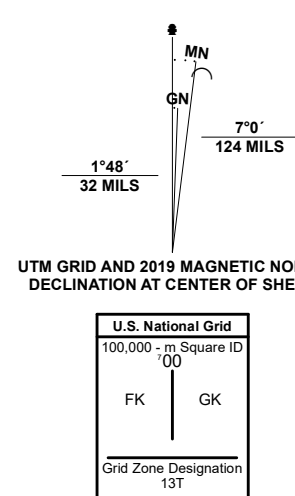 MN
GN
7°0´
124 MILS
1°48´
32 MILS
UTM GRID AND 2019 MAGNETIC NO
DECLINATION AT CENTER OF SHE
U.S. National Grid
100,000 - m Square ID
⁷00
FK GK
Grid Zone Designation
13T